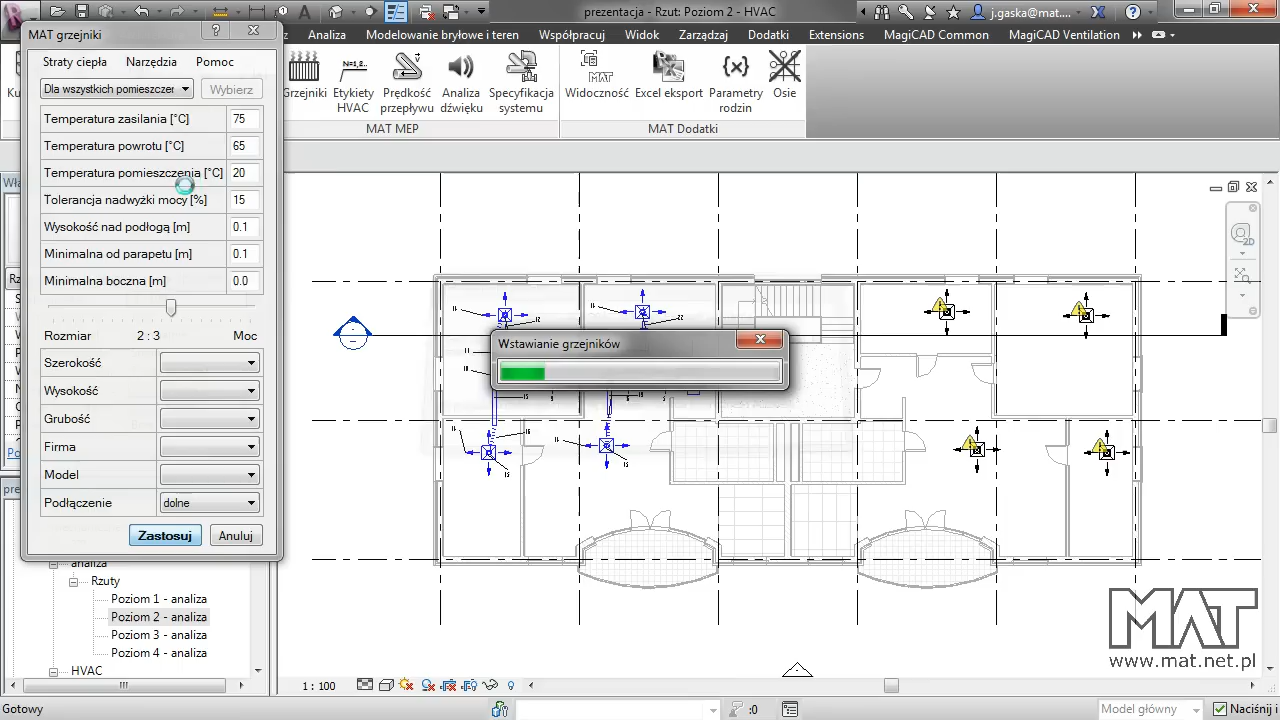 prezentacja - Rzut: Poziom 2 - HVAC
j.gaska@mat....
MAT grzejniki
Analiza
Modelowanie bryłowe i teren
Współpracuj
Widok
Zarządzaj
Dodatki
Extensions
MagiCAD Common
MagiCAD Ventilation
Straty ciepła
Narzędzia
Pomoc
Dla wszystkich pomieszczer
Wybierz
Grzejniki
Etykiety HVAC
Prędkość przepływu
Analiza dźwięku
Specyfikacja systemu
Widoczność
Excel eksport
Parametry rodzin
Osie
MAT MEP
MAT Dodatki
Temperatura zasilania [°C] 75
Temperatura powrotu [°C] 65
Temperatura pomieszczenia [°C] 20
Tolerancja nadwyżki mocy [%] 15
Wysokość nad podłogą [m] 0.1
Minimalna od parapetu [m] 0.1
Minimalna boczna [m] 0.0
Rozmiar 2 : 3 Moc
Szerokość
Wysokość
Grubość
Firma
Model
Podłączenie dolne
Zastosuj
Anuluj
Wstawianie grzejników
analiza
Rzuty
Poziom 1 - analiza
Poziom 2 - analiza
Poziom 3 - analiza
Poziom 4 - analiza
HVAC
MAT
www.mat.net.pl
1 : 100
Gotowy
:0
Model główny
Naciśnij i